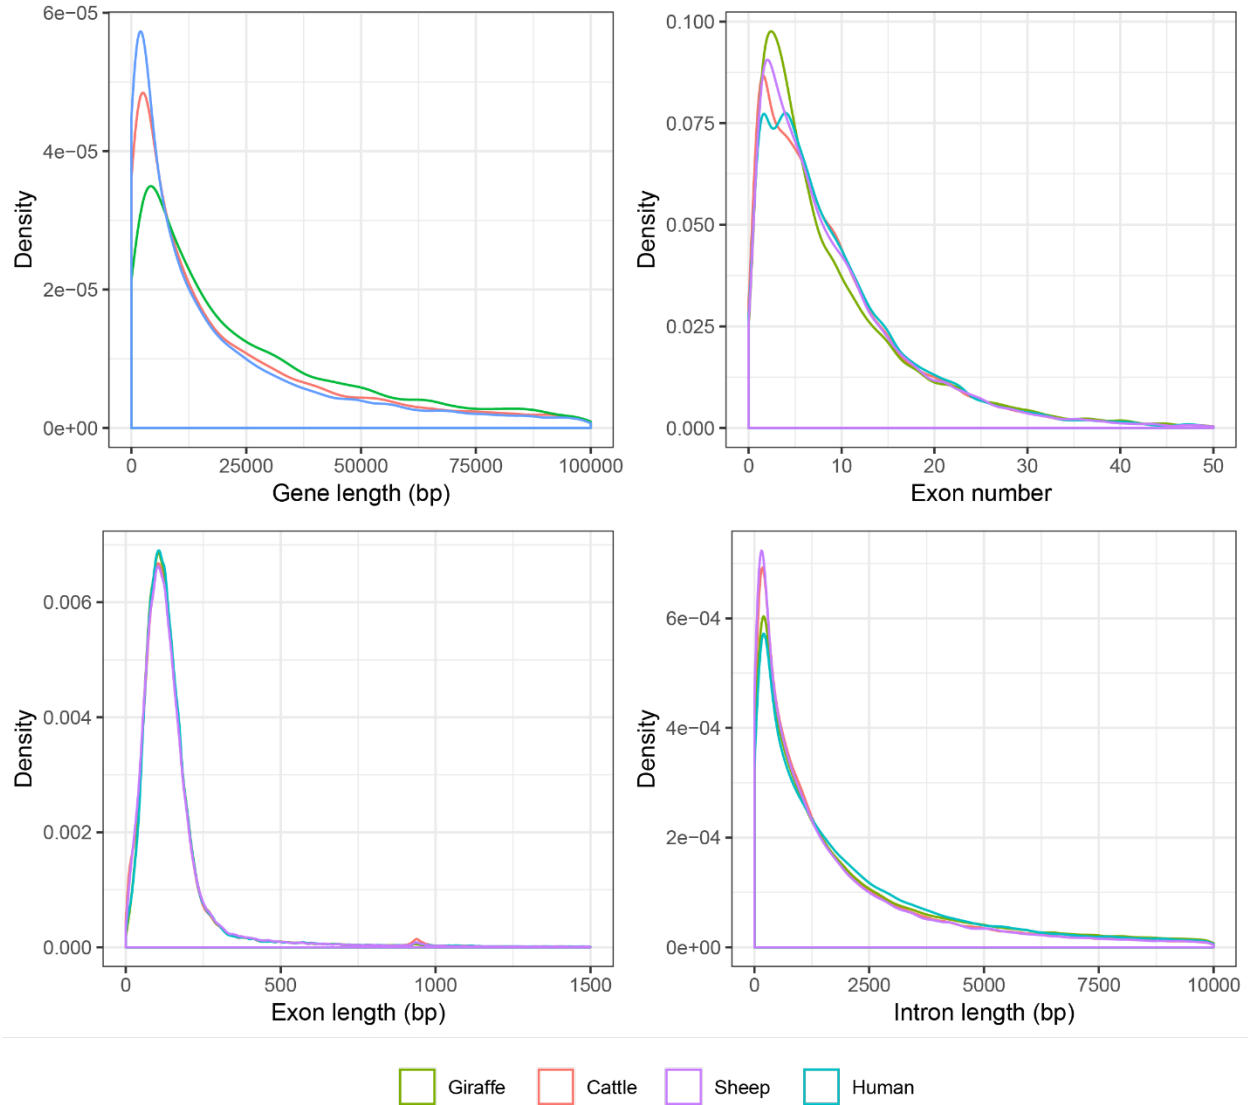 6e−05
4e−05
2e−05
0e+00
Density
0 25000 50000 75000 100000
Gene length (bp)
0.100
0.075
0.050
0.025
0.000
Density
0 10 20 30 40 50
Exon number
0.006
0.004
0.002
0.000
Density
0 500 1000 1500
Exon length (bp)
6e−04
4e−04
2e−04
0e+00
Density
0 2500 5000 7500 10000
Intron length (bp)
Giraffe Cattle Sheep Human